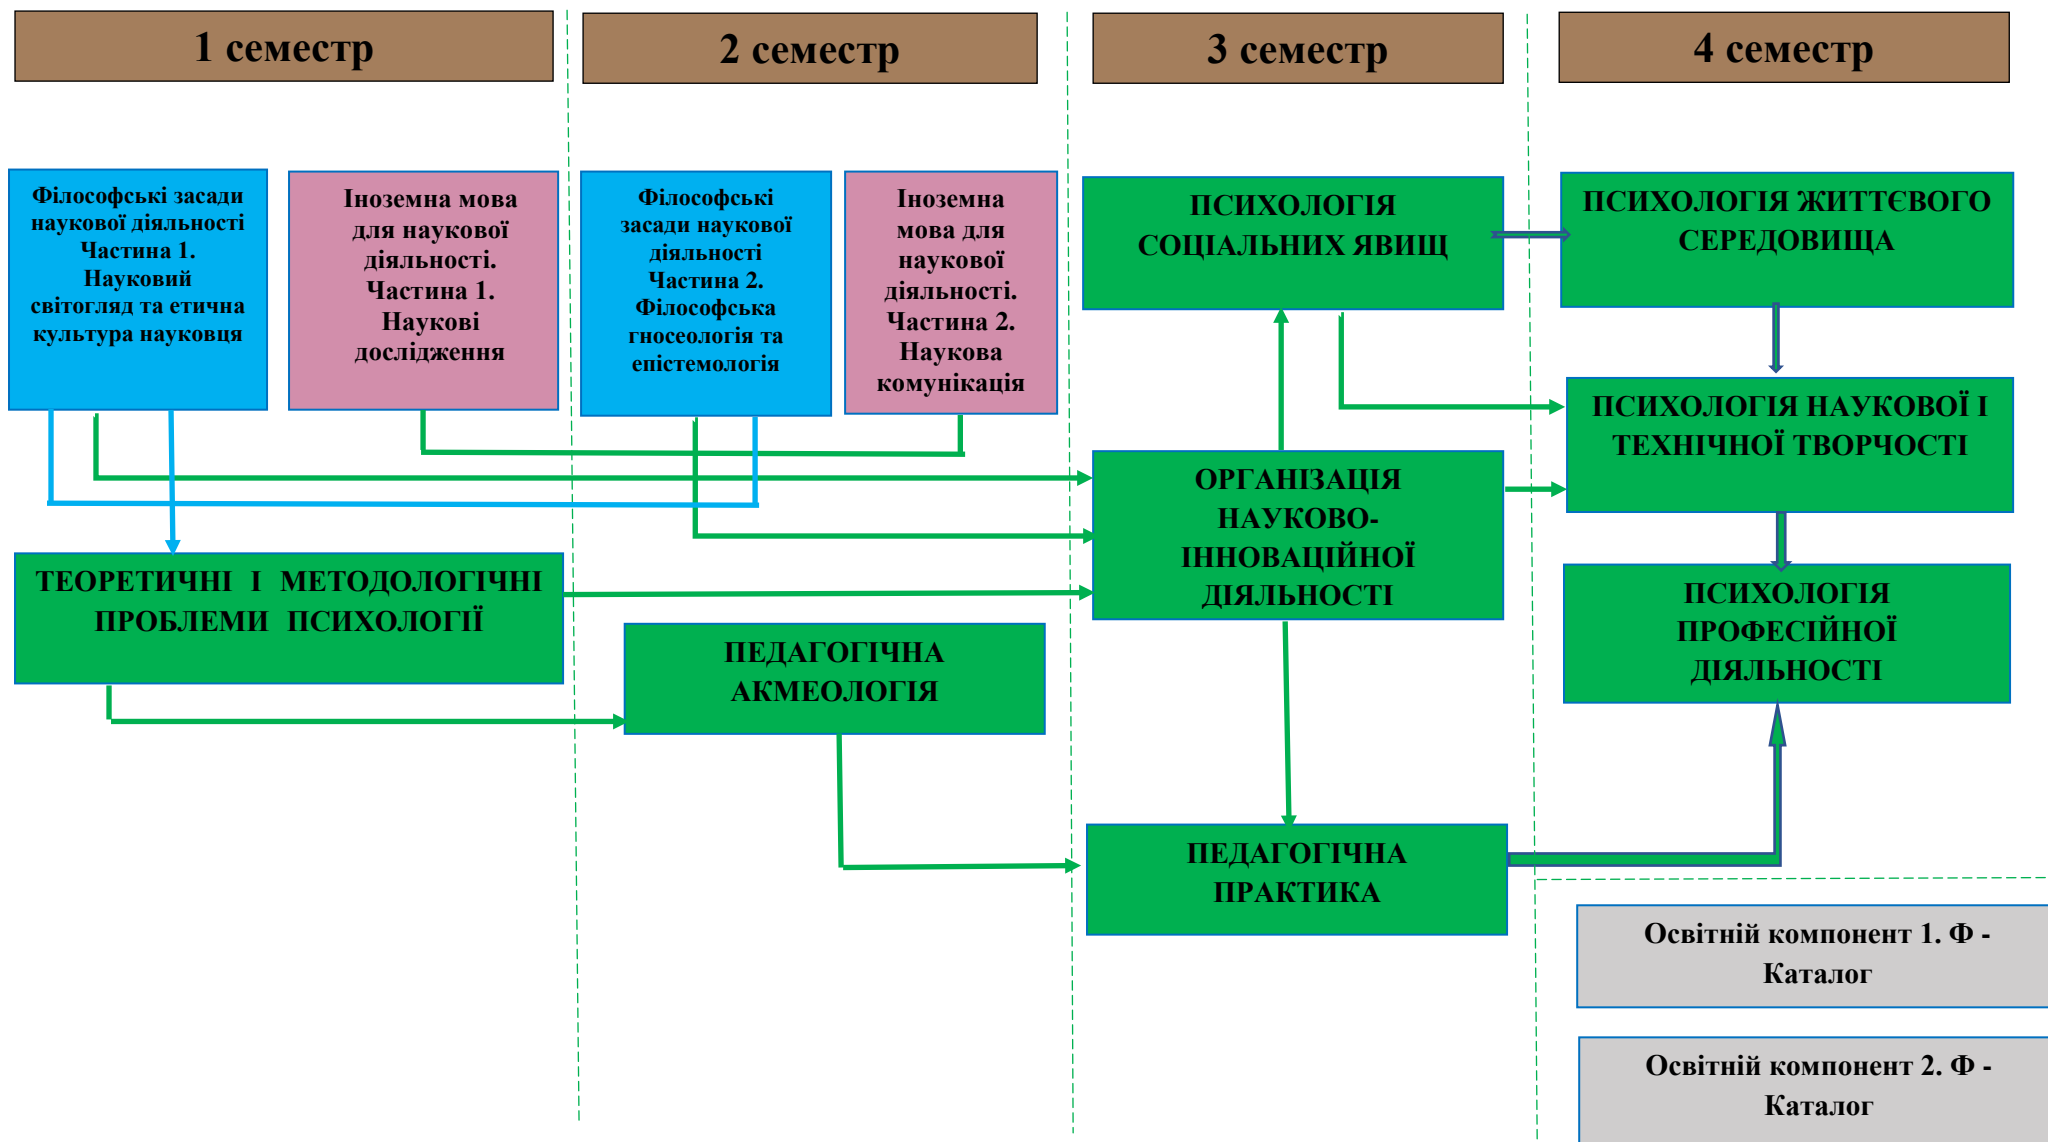 1 семестр
2 семестр
3 семестр
4 семестр
Філософські засади
наукової діяльності
Частина 1.
Науковий
світогляд та етична
культура науковця
Іноземна мова
для наукової
діяльності.
Частина 1.
Наукові
дослідження
Філософські
засади наукової
діяльності
Частина 2.
Філософська
гносеологія та
епістемологія
Іноземна
мова для
наукової
діяльності.
Частина 2.
Наукова
комунікація
ПСИХОЛОГІЯ
СОЦІАЛЬНИХ ЯВИЩ
ПСИХОЛОГІЯ ЖИТТЄВОГО
СЕРЕДОВИЩА
ПСИХОЛОГІЯ НАУКОВОЇ І
ТЕХНІЧНОЇ ТВОРЧОСТІ
ОРГАНІЗАЦІЯ
НАУКОВО-
ІННОВАЦІЙНОЇ
ДІЯЛЬНОСТІ
ТЕОРЕТИЧНІ І МЕТОДОЛОГІЧНІ
ПРОБЛЕМИ ПСИХОЛОГІЇ
ПЕДАГОГІЧНА
АКМЕОЛОГІЯ
ПСИХОЛОГІЯ
ПРОФЕСІЙНОЇ
ДІЯЛЬНОСТІ
ПЕДАГОГІЧНА
ПРАКТИКА
Освітній компонент 1. Ф -
Каталог
Освітній компонент 2. Ф -
Каталог